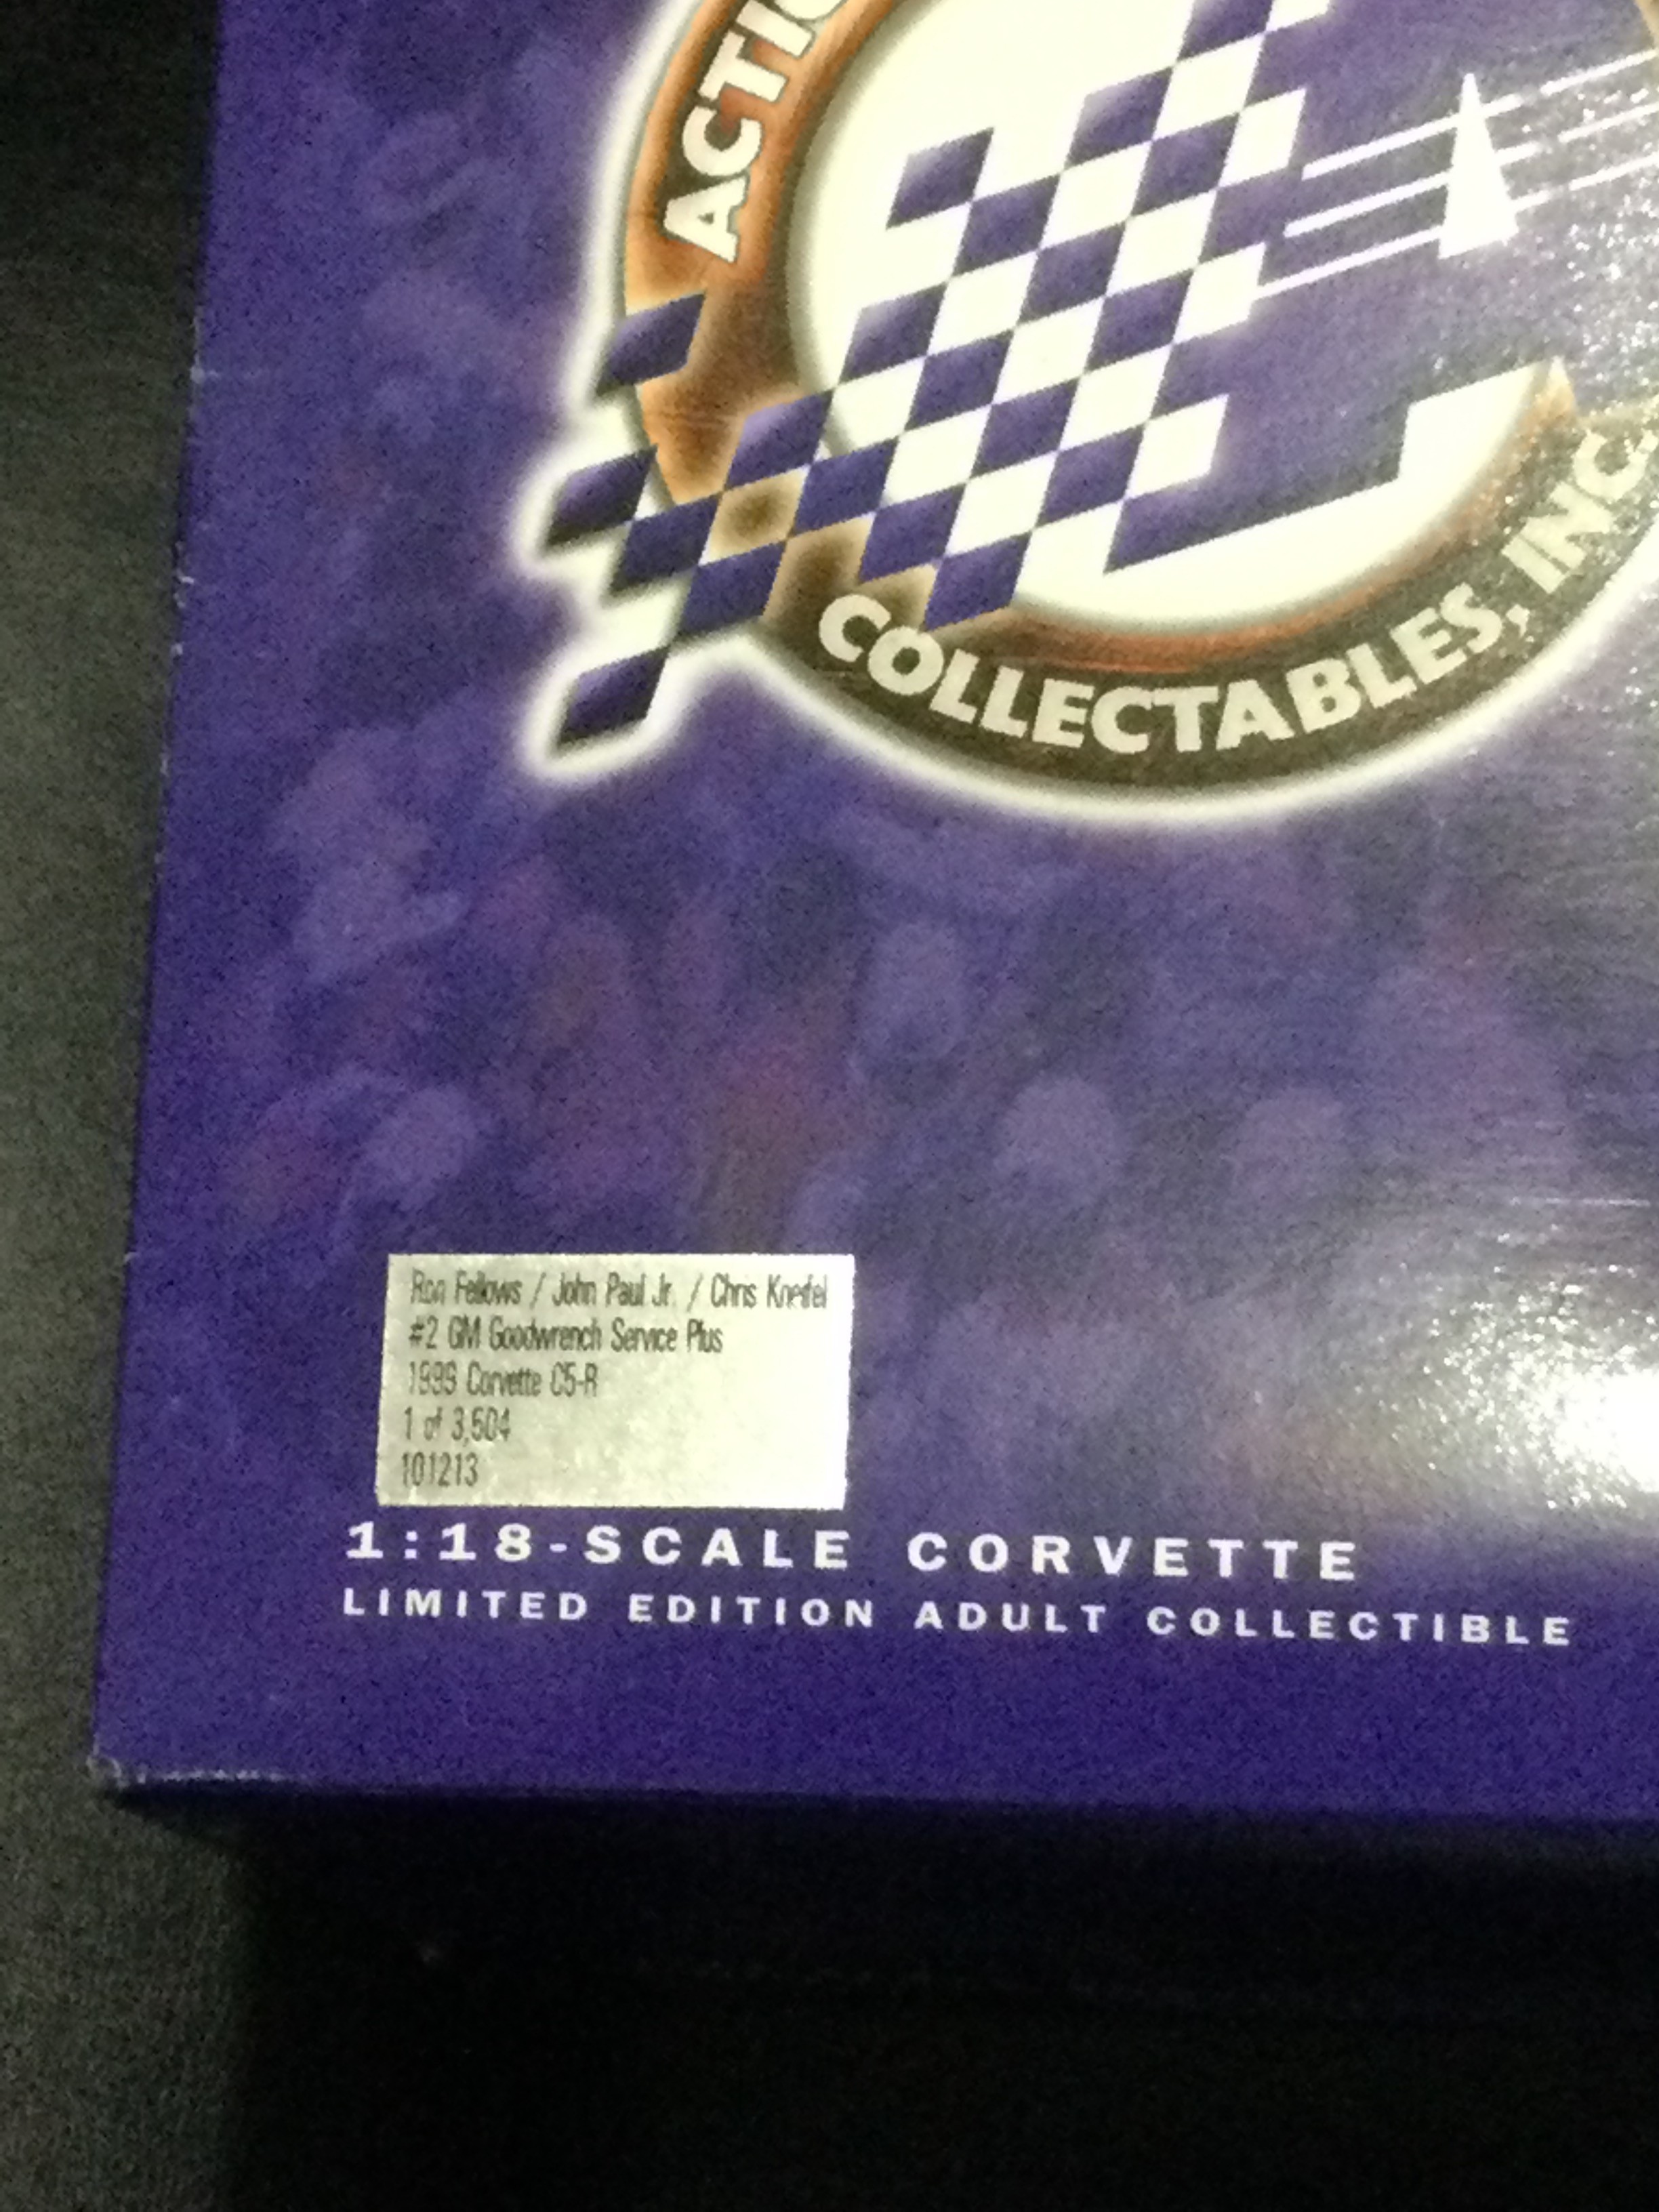 ACTIO
COLLECTABLES, INC.
Ron Fellows / John Paul Jr. / Chris Kneifel
#2 GM Goodwrench Service Plus
1999 Corvette C5-R
1 of 3,504
101213
1:18-SCALE CORVETTE
LIMITED EDITION ADULT COLLECTIBLE